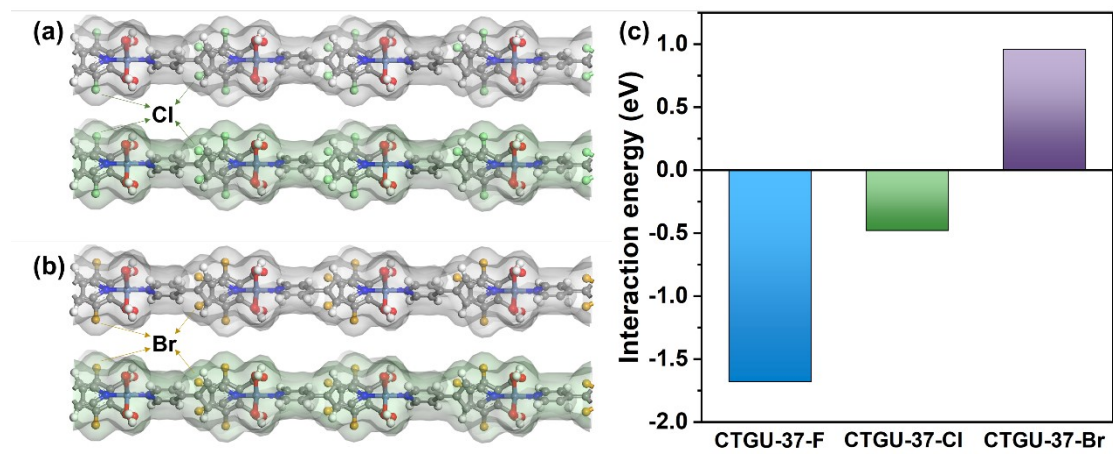 (a)
Cl
(b)
Br
(c)
Interaction energy (eV)
1.0
0.5
0.0
-0.5
-1.0
-1.5
-2.0
CTGU-37-F CTGU-37-Cl CTGU-37-Br